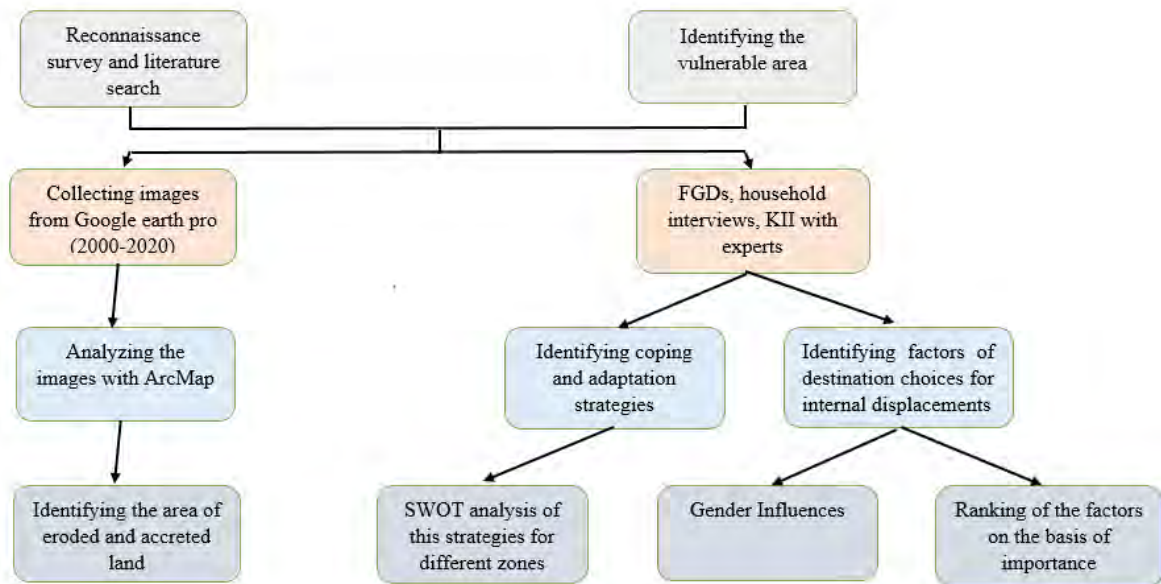 Reconnaissance
survey and literature
search
Identifying the
vulnerable area
Collecting images
from Google earth pro
(2000-2020)
FGDs, household
interviews, KII with
experts
Analyzing the
images with ArcMap
Identifying coping
and adaptation
strategies
Identifying factors of
destination choices for
internal displacements
Identifying the area of
eroded and accreted
land
SWOT analysis of
this strategies for
different zones
Gender Influences
Ranking of the factors
on the basis of
importance